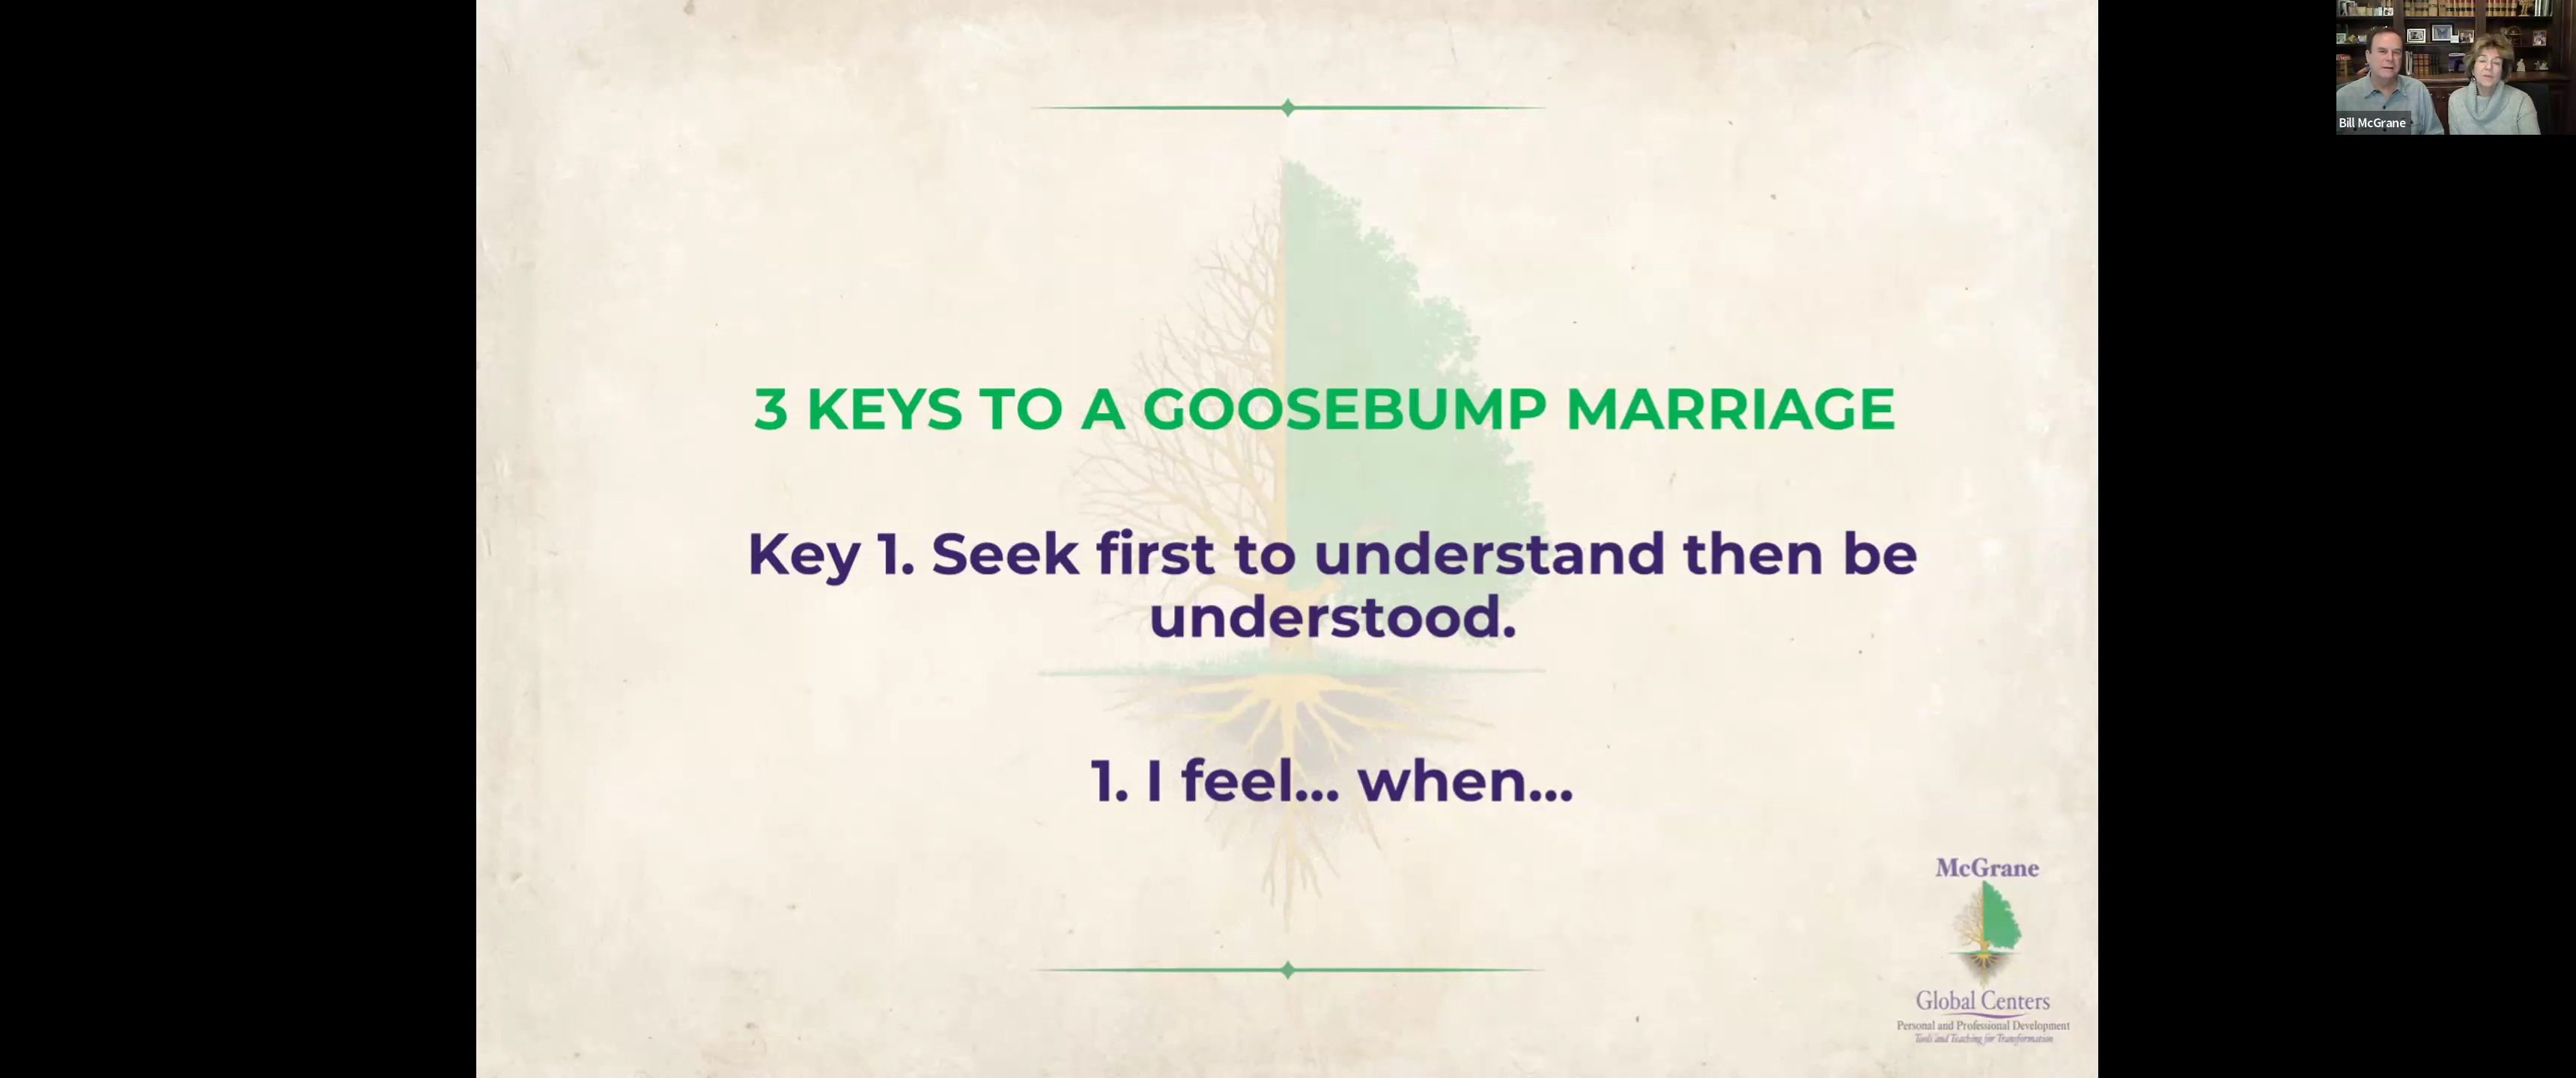 Bill McGrane
3 KEYS TO A GOOSEBUMP MARRIAGE
Key 1. Seek first to understand then be
understood.
1. I feel... when...
McGrane
Global Centers
Personal and Professional Development
Tools and Teaching for Transformation